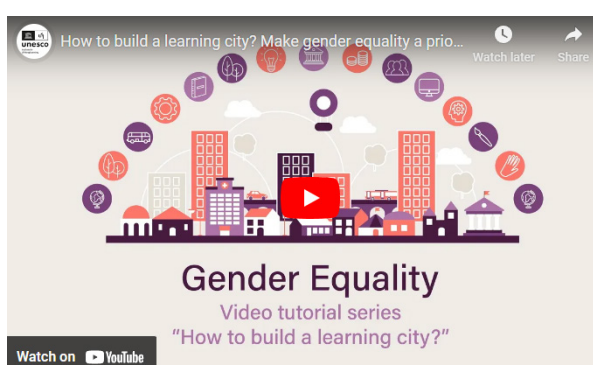 unesco
How to build a learning city? Make gender equality a prio...
Watch later
Share
Gender Equality
Video tutorial series
“How to build a learning city?”
Watch on YouTube